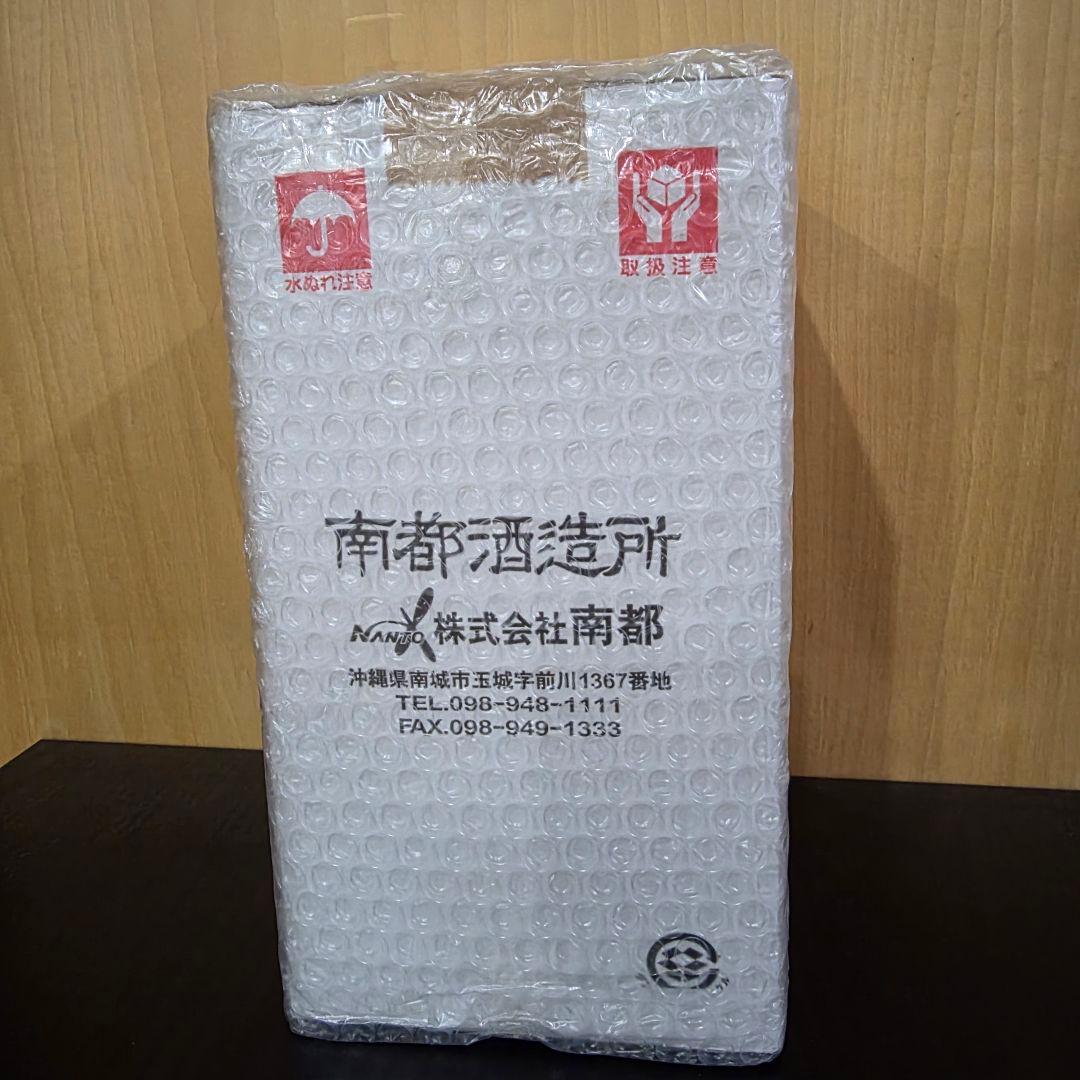 水ぬれ注意
取扱注意
南都酒造所
NANTO 株式会社南都
沖縄県南城市玉城字前川1367番地
TEL.098-948-1111
FAX.098-949-1333